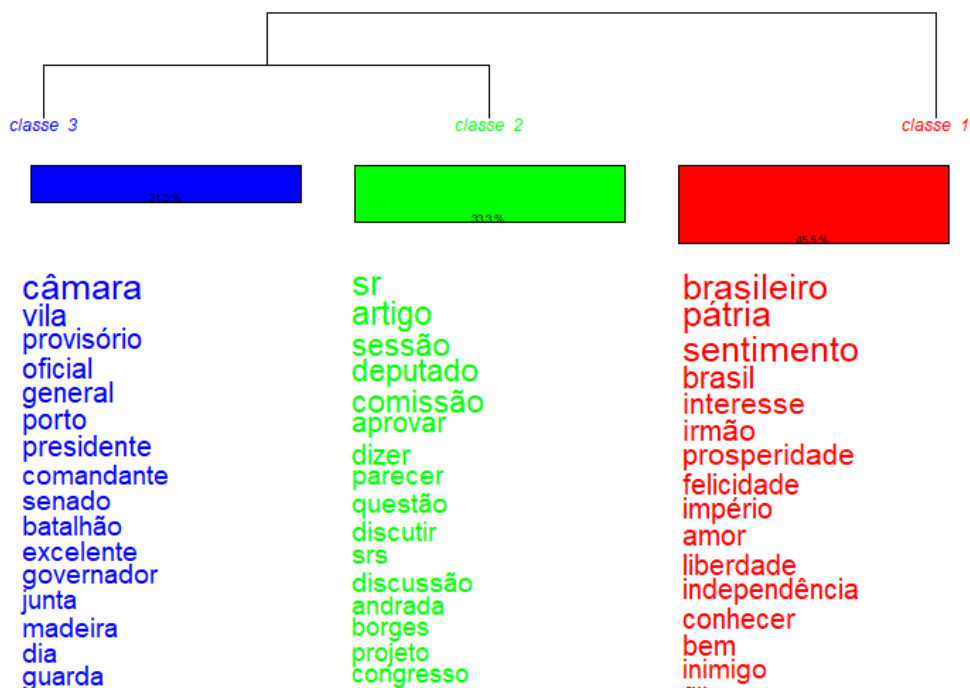 classe 3
classe 2
classe 1
33.3 %
45.5 %
câmara
vila
provisório
oficial
general
porto
presidente
comandante
senado
batalhão
excelente
governador
junta
madeira
dia
guarda
sr
artigo
sessão
deputado
comissão
aprovar
dizer
parecer
questão
discutir
srs
discussão
andrada
borges
projeto
congresso
brasileiro
pátria
sentimento
brasil
interesse
irmão
prosperidade
felicidade
império
amor
liberdade
independência
conhecer
bem
inimigo